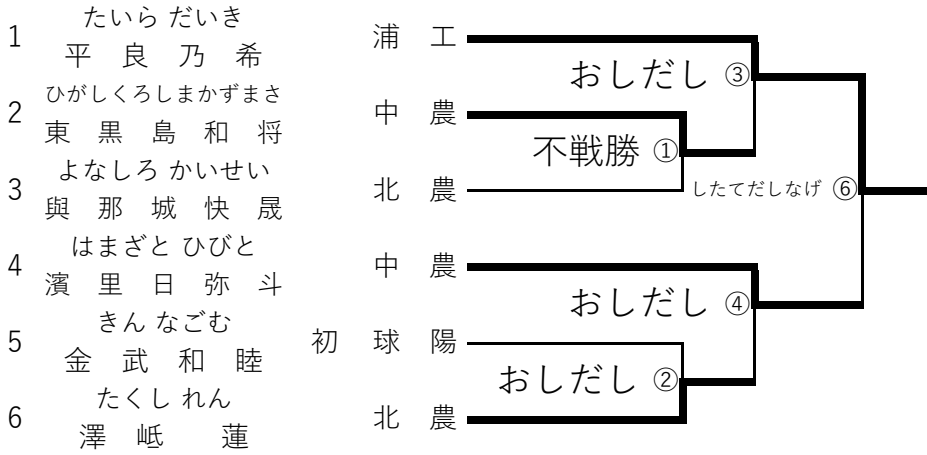 たいら だいき
1 平 良 乃 希 浦 工
おしだし ③
ひがしくろしまかずまさ
2 東 黒 島 和 将 中 農
不戦勝 ①
よなしろ かいせい
3 與 那 城 快 晟 北 農
したてだしなげ ⑥
はまざと ひびと
4 濱 里 日 弥 斗 中 農
おしだし ④
きん なごむ
5 金 武 和 睦 初 球 陽
おしだし ②
たくし れん
6 澤 岻 蓮 北 農